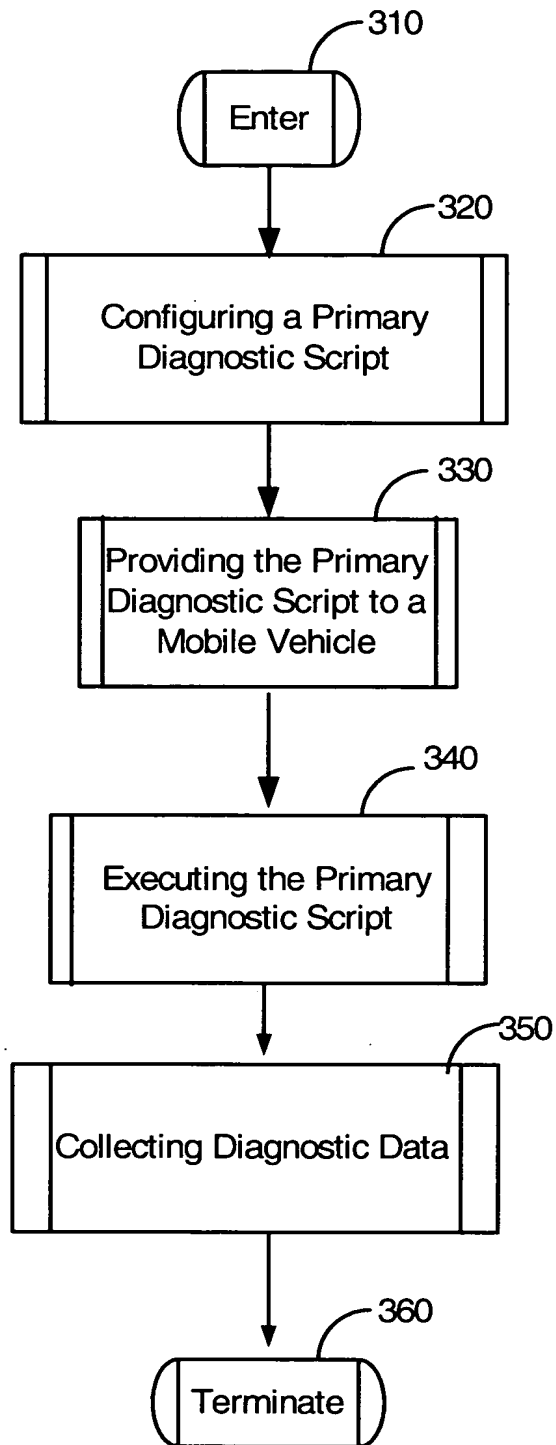 310
Enter
320
Configuring a Primary
Diagnostic Script
330
Providing the Primary
Diagnostic Script to a
Mobile Vehicle
340
Executing the Primary
Diagnostic Script
350
Collecting Diagnostic Data
360
Terminate